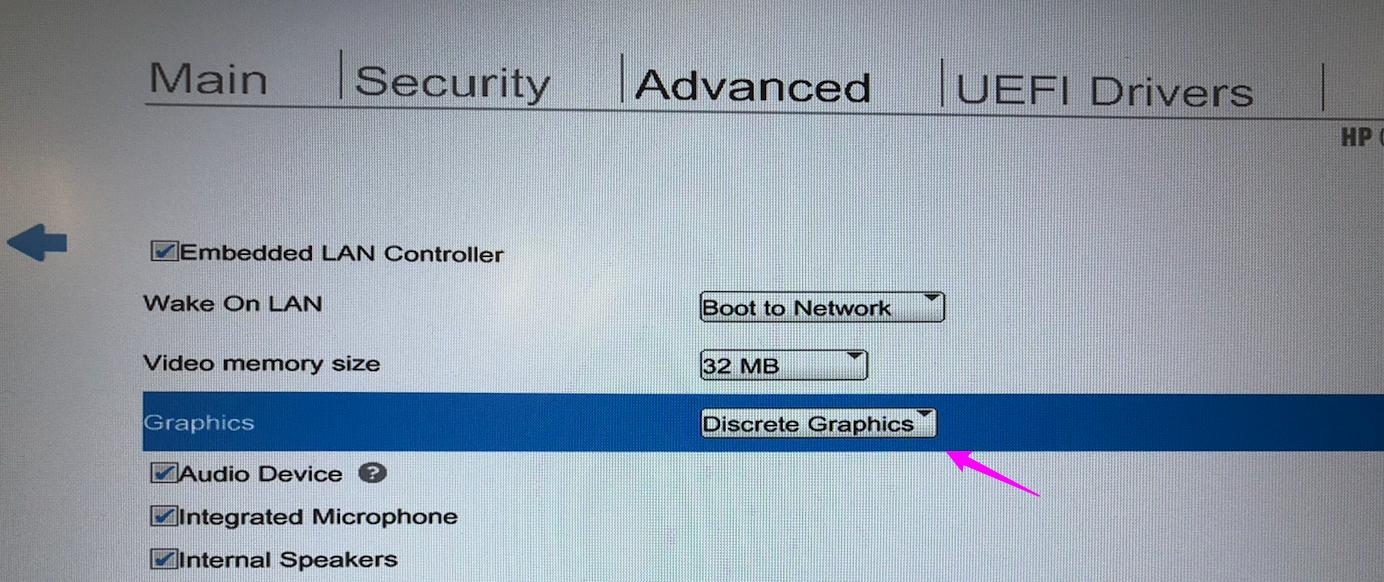 Main Security Advanced UEFI Drivers
HP
Embedded LAN Controller
Wake On LAN Boot to Network
Video memory size 32 MB
Graphics Discrete Graphics
Audio Device ?
Integrated Microphone
Internal Speakers